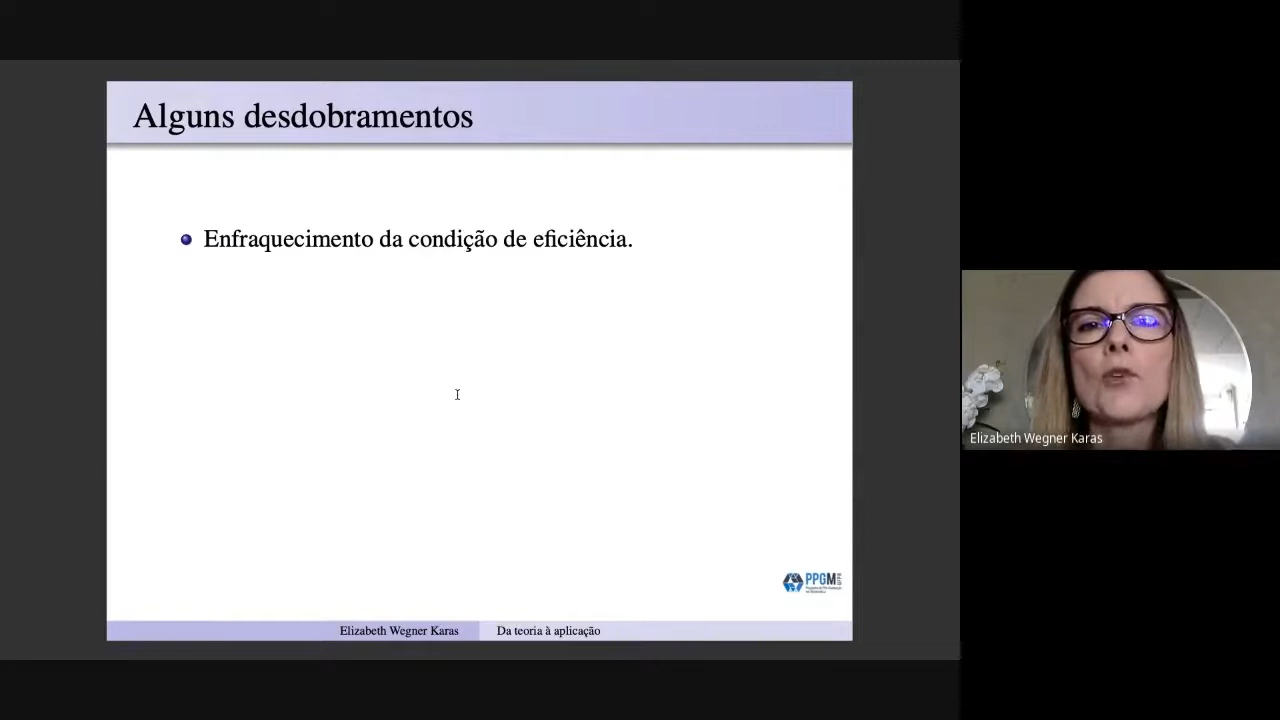 Alguns desdobramentos
Enfraquecimento da condição de eficiência.
PPGM
Elizabeth Wegner Karas
Da teoria à aplicação
Elizabeth Wegner Karas